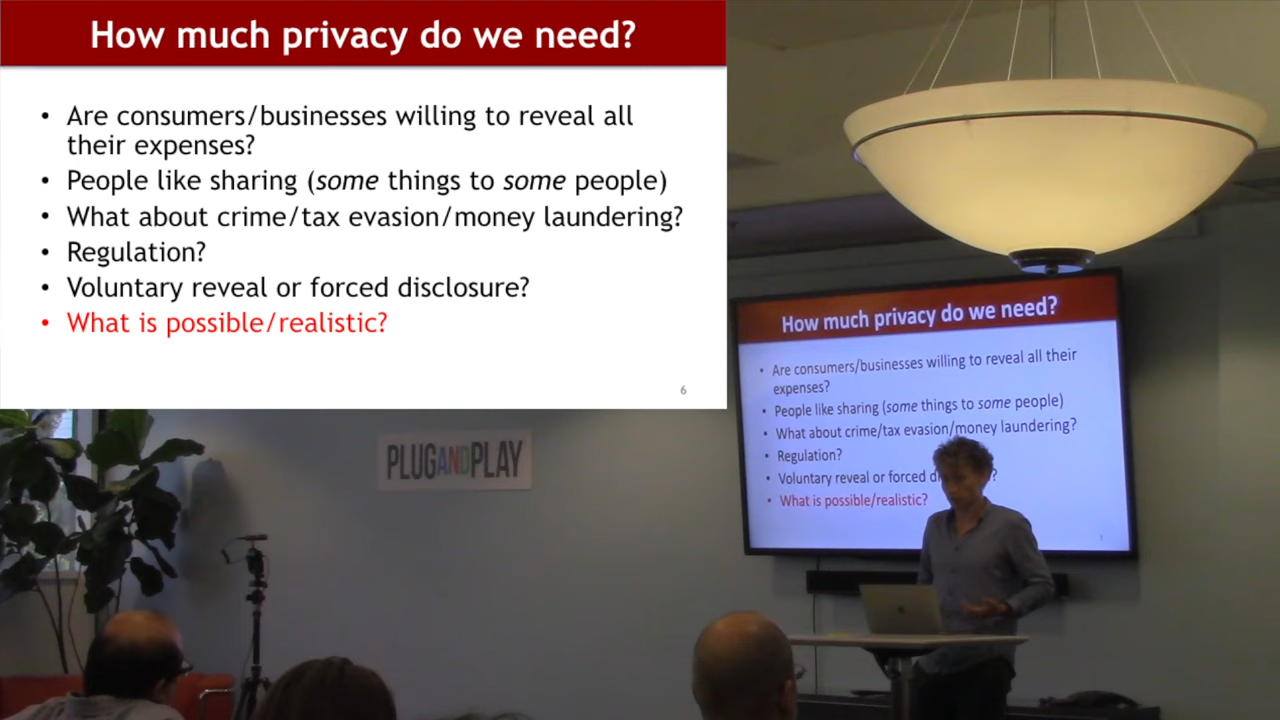 How much privacy do we need?
• Are consumers/businesses willing to reveal all
their expenses?
• People like sharing (some things to some people)
• What about crime/tax evasion/money laundering?
• Regulation?
• Voluntary reveal or forced disclosure?
• What is possible/realistic?
6
PLUGANDPLAY
How much privacy do we need?
• Are consumers/businesses willing to reveal all their
expenses?
• People like sharing (some things to some people)
• What about crime/tax evasion/money laundering?
• Regulation?
• Voluntary reveal or forced ?
• What is possible/realistic?